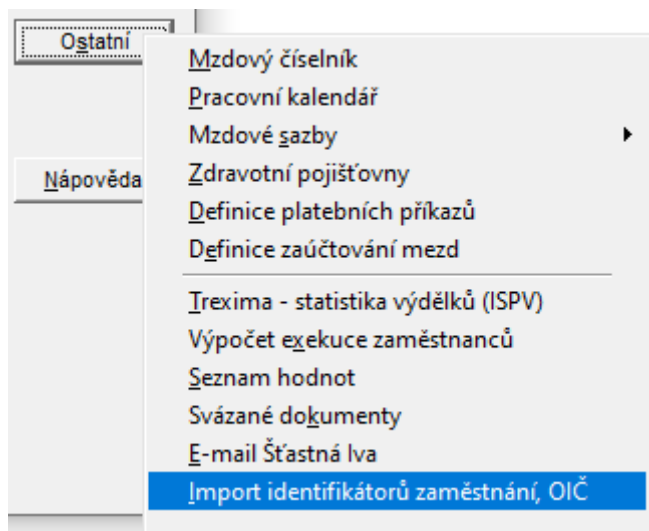 Ostatní
Nápověda
Mzdový číselník
Pracovní kalendář
Mzdové sazby
Zdravotní pojišťovny
Definice platebních příkazů
Definice zaúčtování mezd
Trexima - statistika výdělků (ISPV)
Výpočet exekuce zaměstnanců
Seznam hodnot
Svázané dokumenty
E-mail Šťastná Iva
Import identifikátorů zaměstnání, OIČ